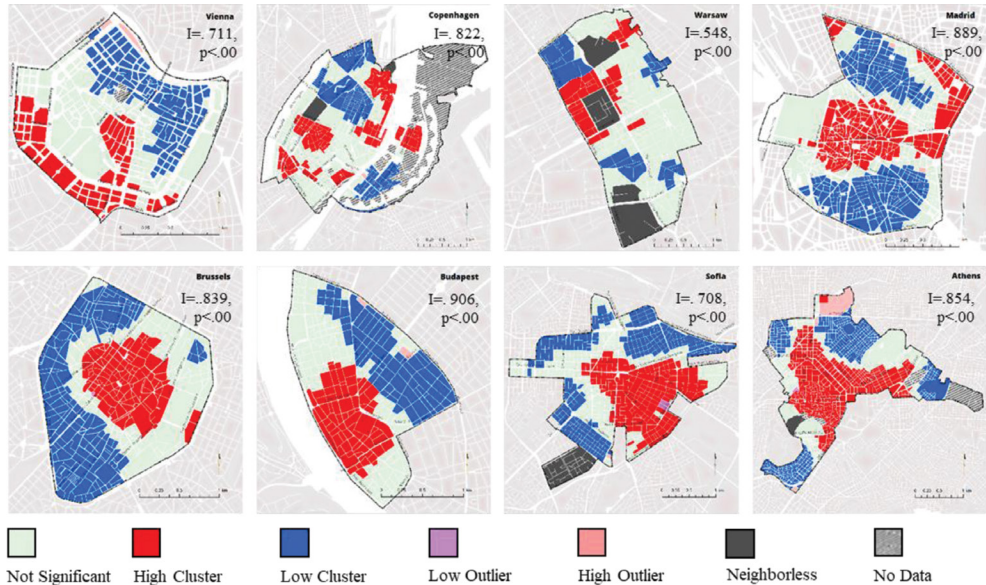 Vienna
I=. 711,
p<.00
Copenhagen
I=. 822,
p<.00
Warsaw
I=.548,
p<.00
Madrid
I=. 889,
p<.00
Brussels
I=..839,
p<.00
Budapest
I=. 906,
p<.00
Sofia
I=. 708,
p<.00
Athens
I=.854,
p<.00
Not Significant
High Cluster
Low Cluster
Low Outlier
High Outlier
Neighborless
No Data